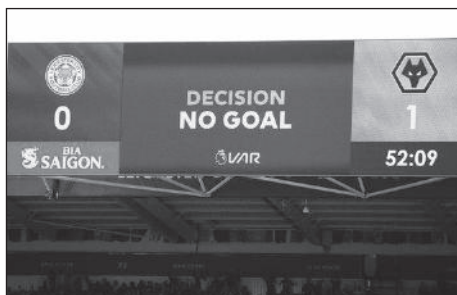 DECISION
NO GOAL
0
1
BIA
SAIGON.
VAR
52:09